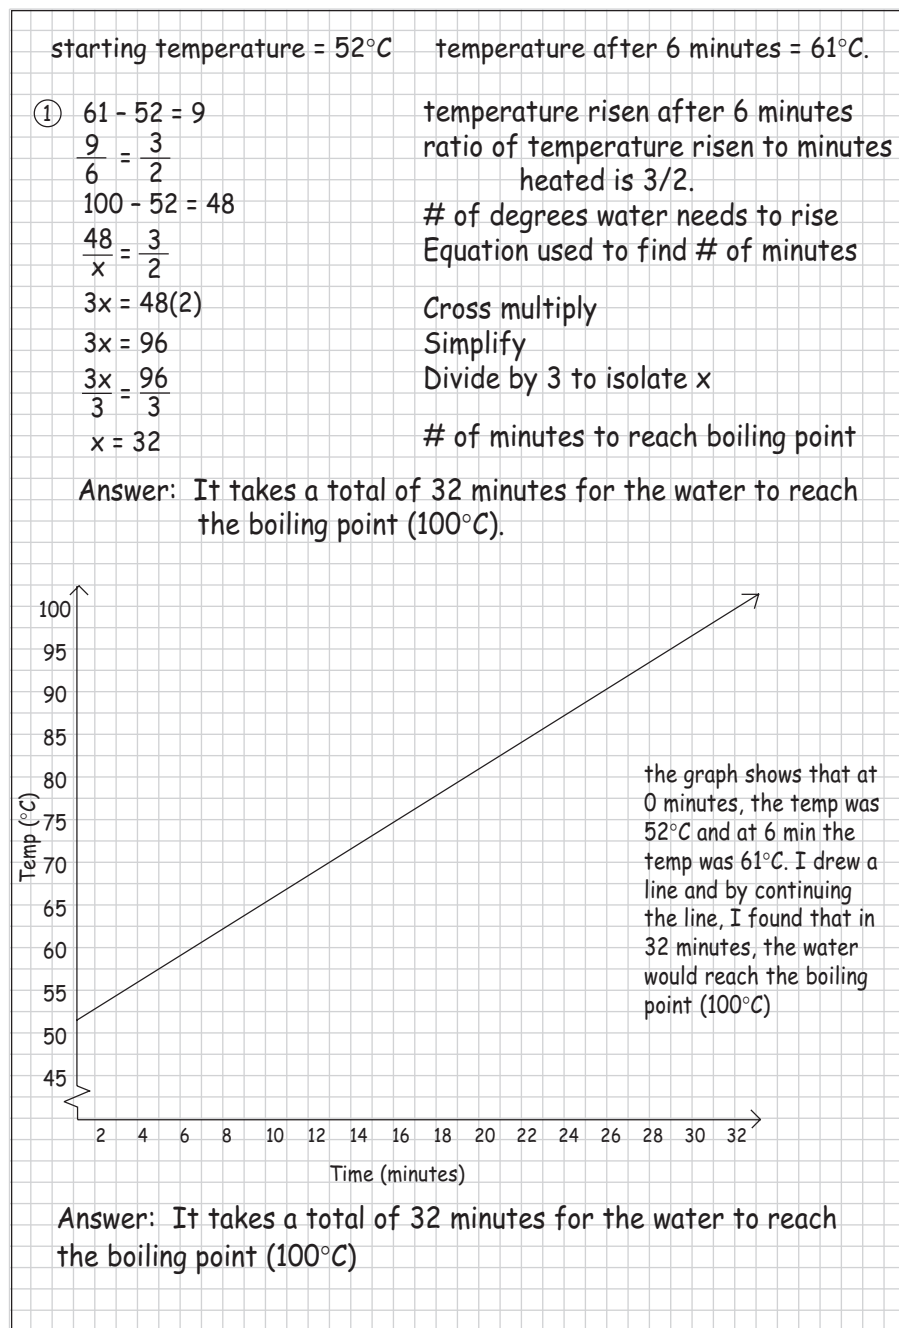 starting temperature = 52°C temperature after 6 minutes = 61°C.
① 61 – 52 = 9 temperature risen after 6 minutes
9/6 = 3/2 ratio of temperature risen to minutes
heated is 3/2.
100 – 52 = 48 # of degrees water needs to rise
48/x = 3/2 Equation used to find # of minutes
3x = 48(2) Cross multiply
3x = 96 Simplify
3x/3 = 96/3 Divide by 3 to isolate x
x = 32 # of minutes to reach boiling point
Answer: It takes a total of 32 minutes for the water to reach
the boiling point (100°C).
100
95
90
85
80
75
70
65
60
55
50
45
Temp (°C)
the graph shows that at
0 minutes, the temp was
52°C and at 6 min the
temp was 61°C. I drew a
line and by continuing
the line, I found that in
32 minutes, the water
would reach the boiling
point (100°C)
2 4 6 8 10 12 14 16 18 20 22 24 26 28 30 32
Time (minutes)
Answer: It takes a total of 32 minutes for the water to reach
the boiling point (100°C)